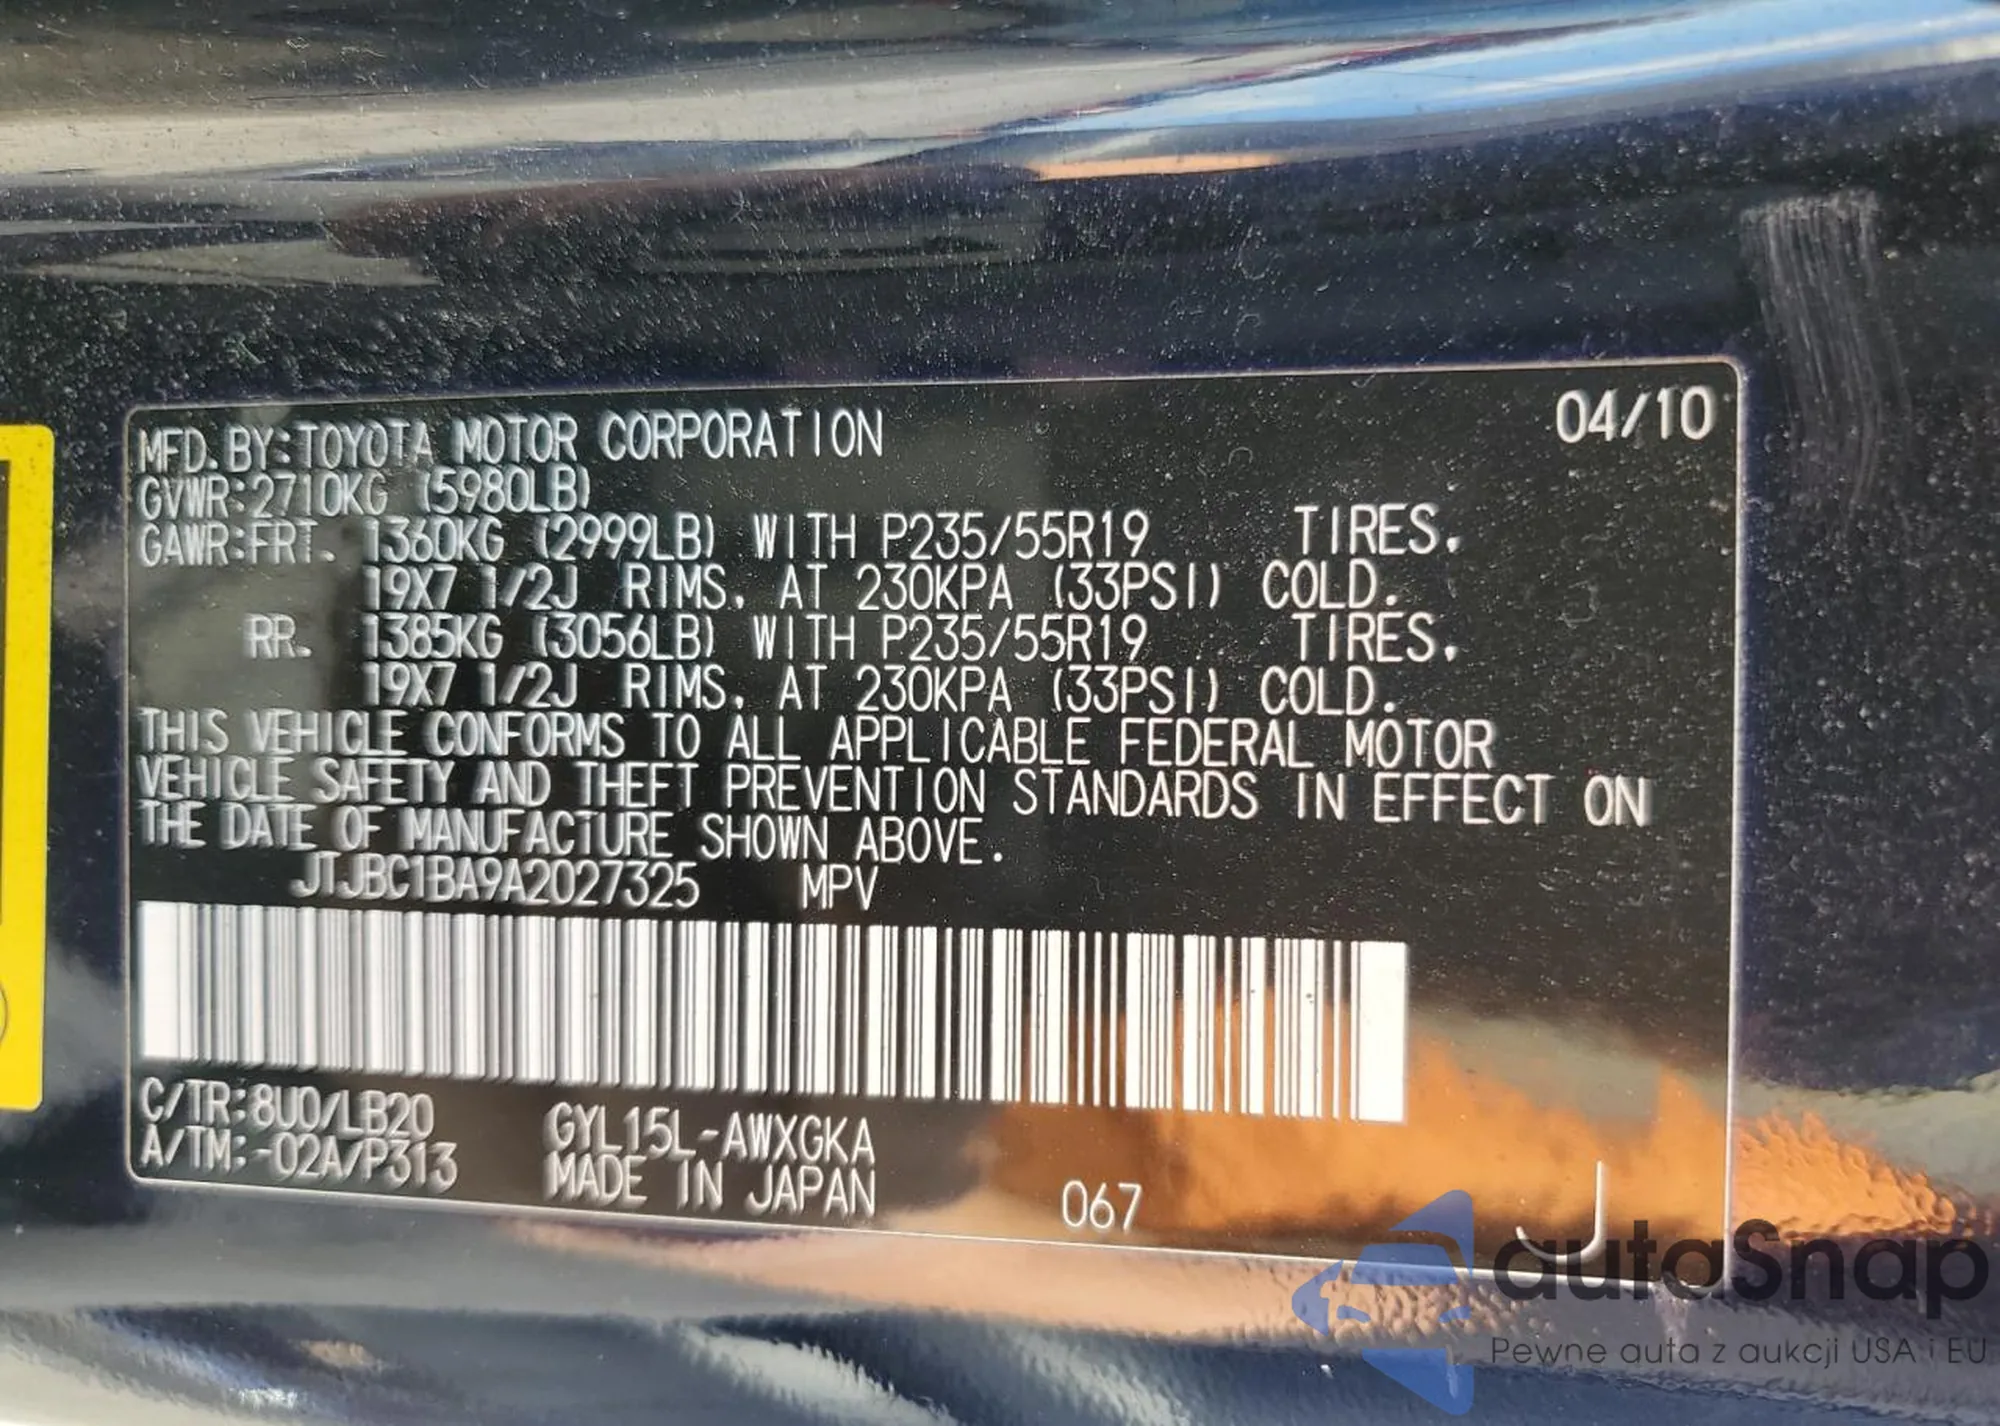 04/10
MFD. BY:TOYOTA MOTOR CORPORATION
GVWR:2710KG (5980LB)
GAWR:FRT. 1360KG (2999LB) WITH P235/55R19 TIRES.
19X7 1/2J RIMS. AT 230KPA (33PSI) COLD.
RR. 1385KG (3056LB) WITH P235/55R19 TIRES.
19X7 1/2J RIMS. AT 230KPA (33PSI) COLD.
THIS VEHICLE CONFORMS TO ALL APPLICABLE FEDERAL MOTOR
VEHICLE SAFETY AND THEFT PREVENTION STANDARDS IN EFFECT ON
THE DATE OF MANUFACTURE SHOWN ABOVE.
JTJBC1BA9A2027325 MPV
C/TR:8U0/LB20 GYL15L-AWXGKA
A/TM:-02A/P313 MADE IN JAPAN
067 J
autaSnap
Pewne auta z aukcji USA i EU